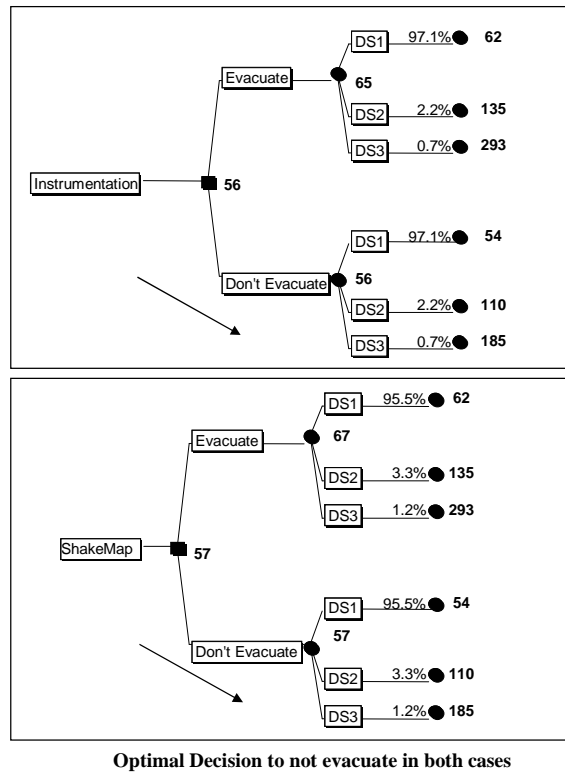 DS1 97.1% 62
Evacuate
65
DS2 2.2% 135
DS3 0.7% 293
Instrumentation 56
DS1 97.1% 54
Don't Evacuate 56
DS2 2.2% 110
DS3 0.7% 185
DS1 95.5% 62
Evacuate 67
DS2 3.3% 135
DS3 1.2% 293
ShakeMap 57
DS1 95.5% 54
Don't Evacuate 57
DS2 3.3% 110
DS3 1.2% 185
Optimal Decision to not evacuate in both cases